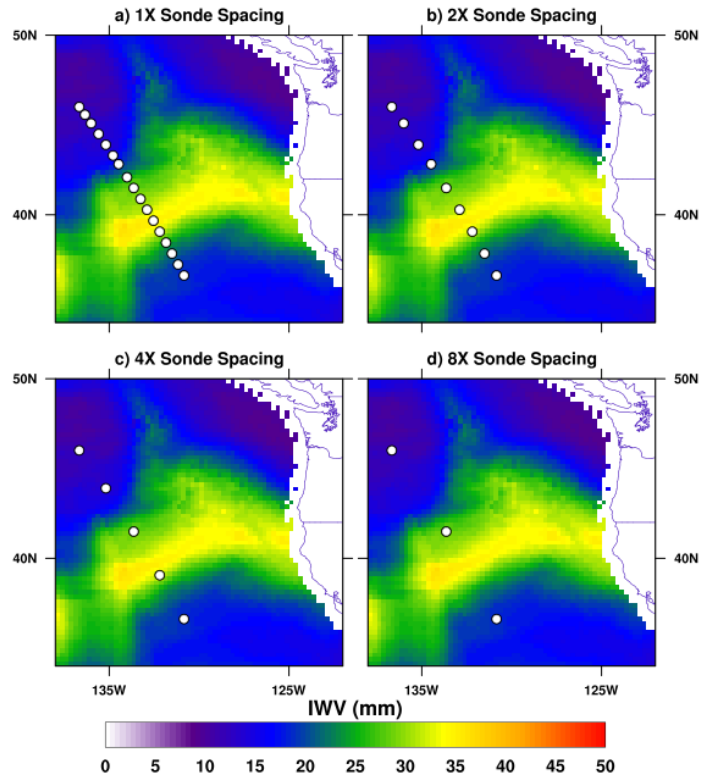 a) 1X Sonde Spacing
b) 2X Sonde Spacing
50N
50N
40N
40N
c) 4X Sonde Spacing
d) 8X Sonde Spacing
50N
50N
40N
40N
135W 125W 135W 125W
IWV (mm)
0 5 10 15 20 25 30 35 40 45 50